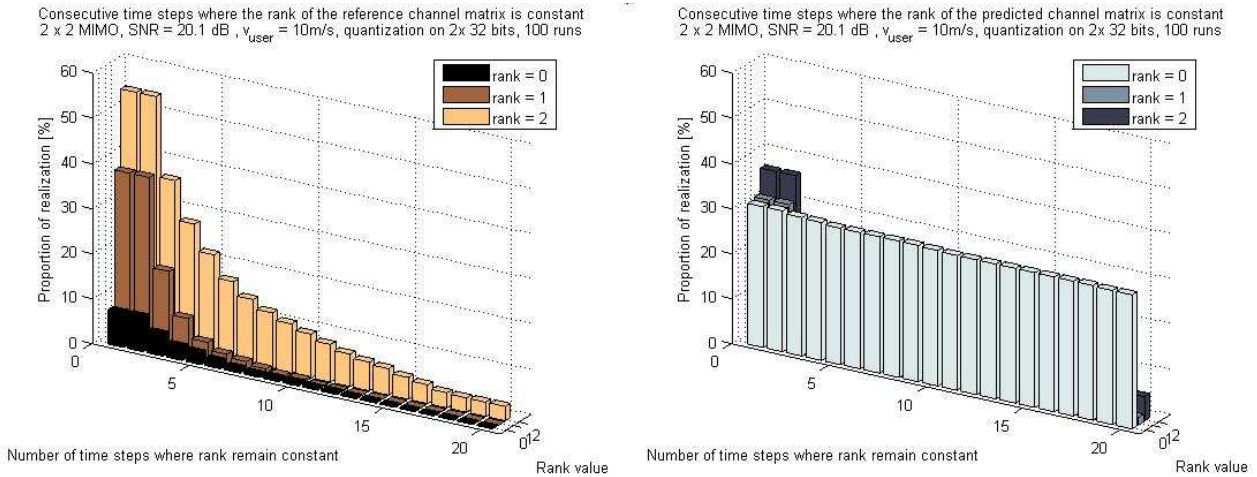 Consecutive time steps where the rank of the reference channel matrix is constant
2 x 2 MIMO, SNR = 20.1 dB , v_user = 10m/s, quantization on 2x 32 bits, 100 runs
60
50
40
30
20
10
0
Proportion of realization [%]
rank = 0
rank = 1
rank = 2
0
5
10
15
20
0
1
2
Number of time steps where rank remain constant
Rank value
Consecutive time steps where the rank of the predicted channel matrix is constant
2 x 2 MIMO, SNR = 20.1 dB , v_user = 10m/s, quantization on 2x 32 bits, 100 runs
60
50
40
30
20
10
0
Proportion of realization [%]
rank = 0
rank = 1
rank = 2
0
5
10
15
20
0
1
2
Number of time steps where rank remain constant
Rank value